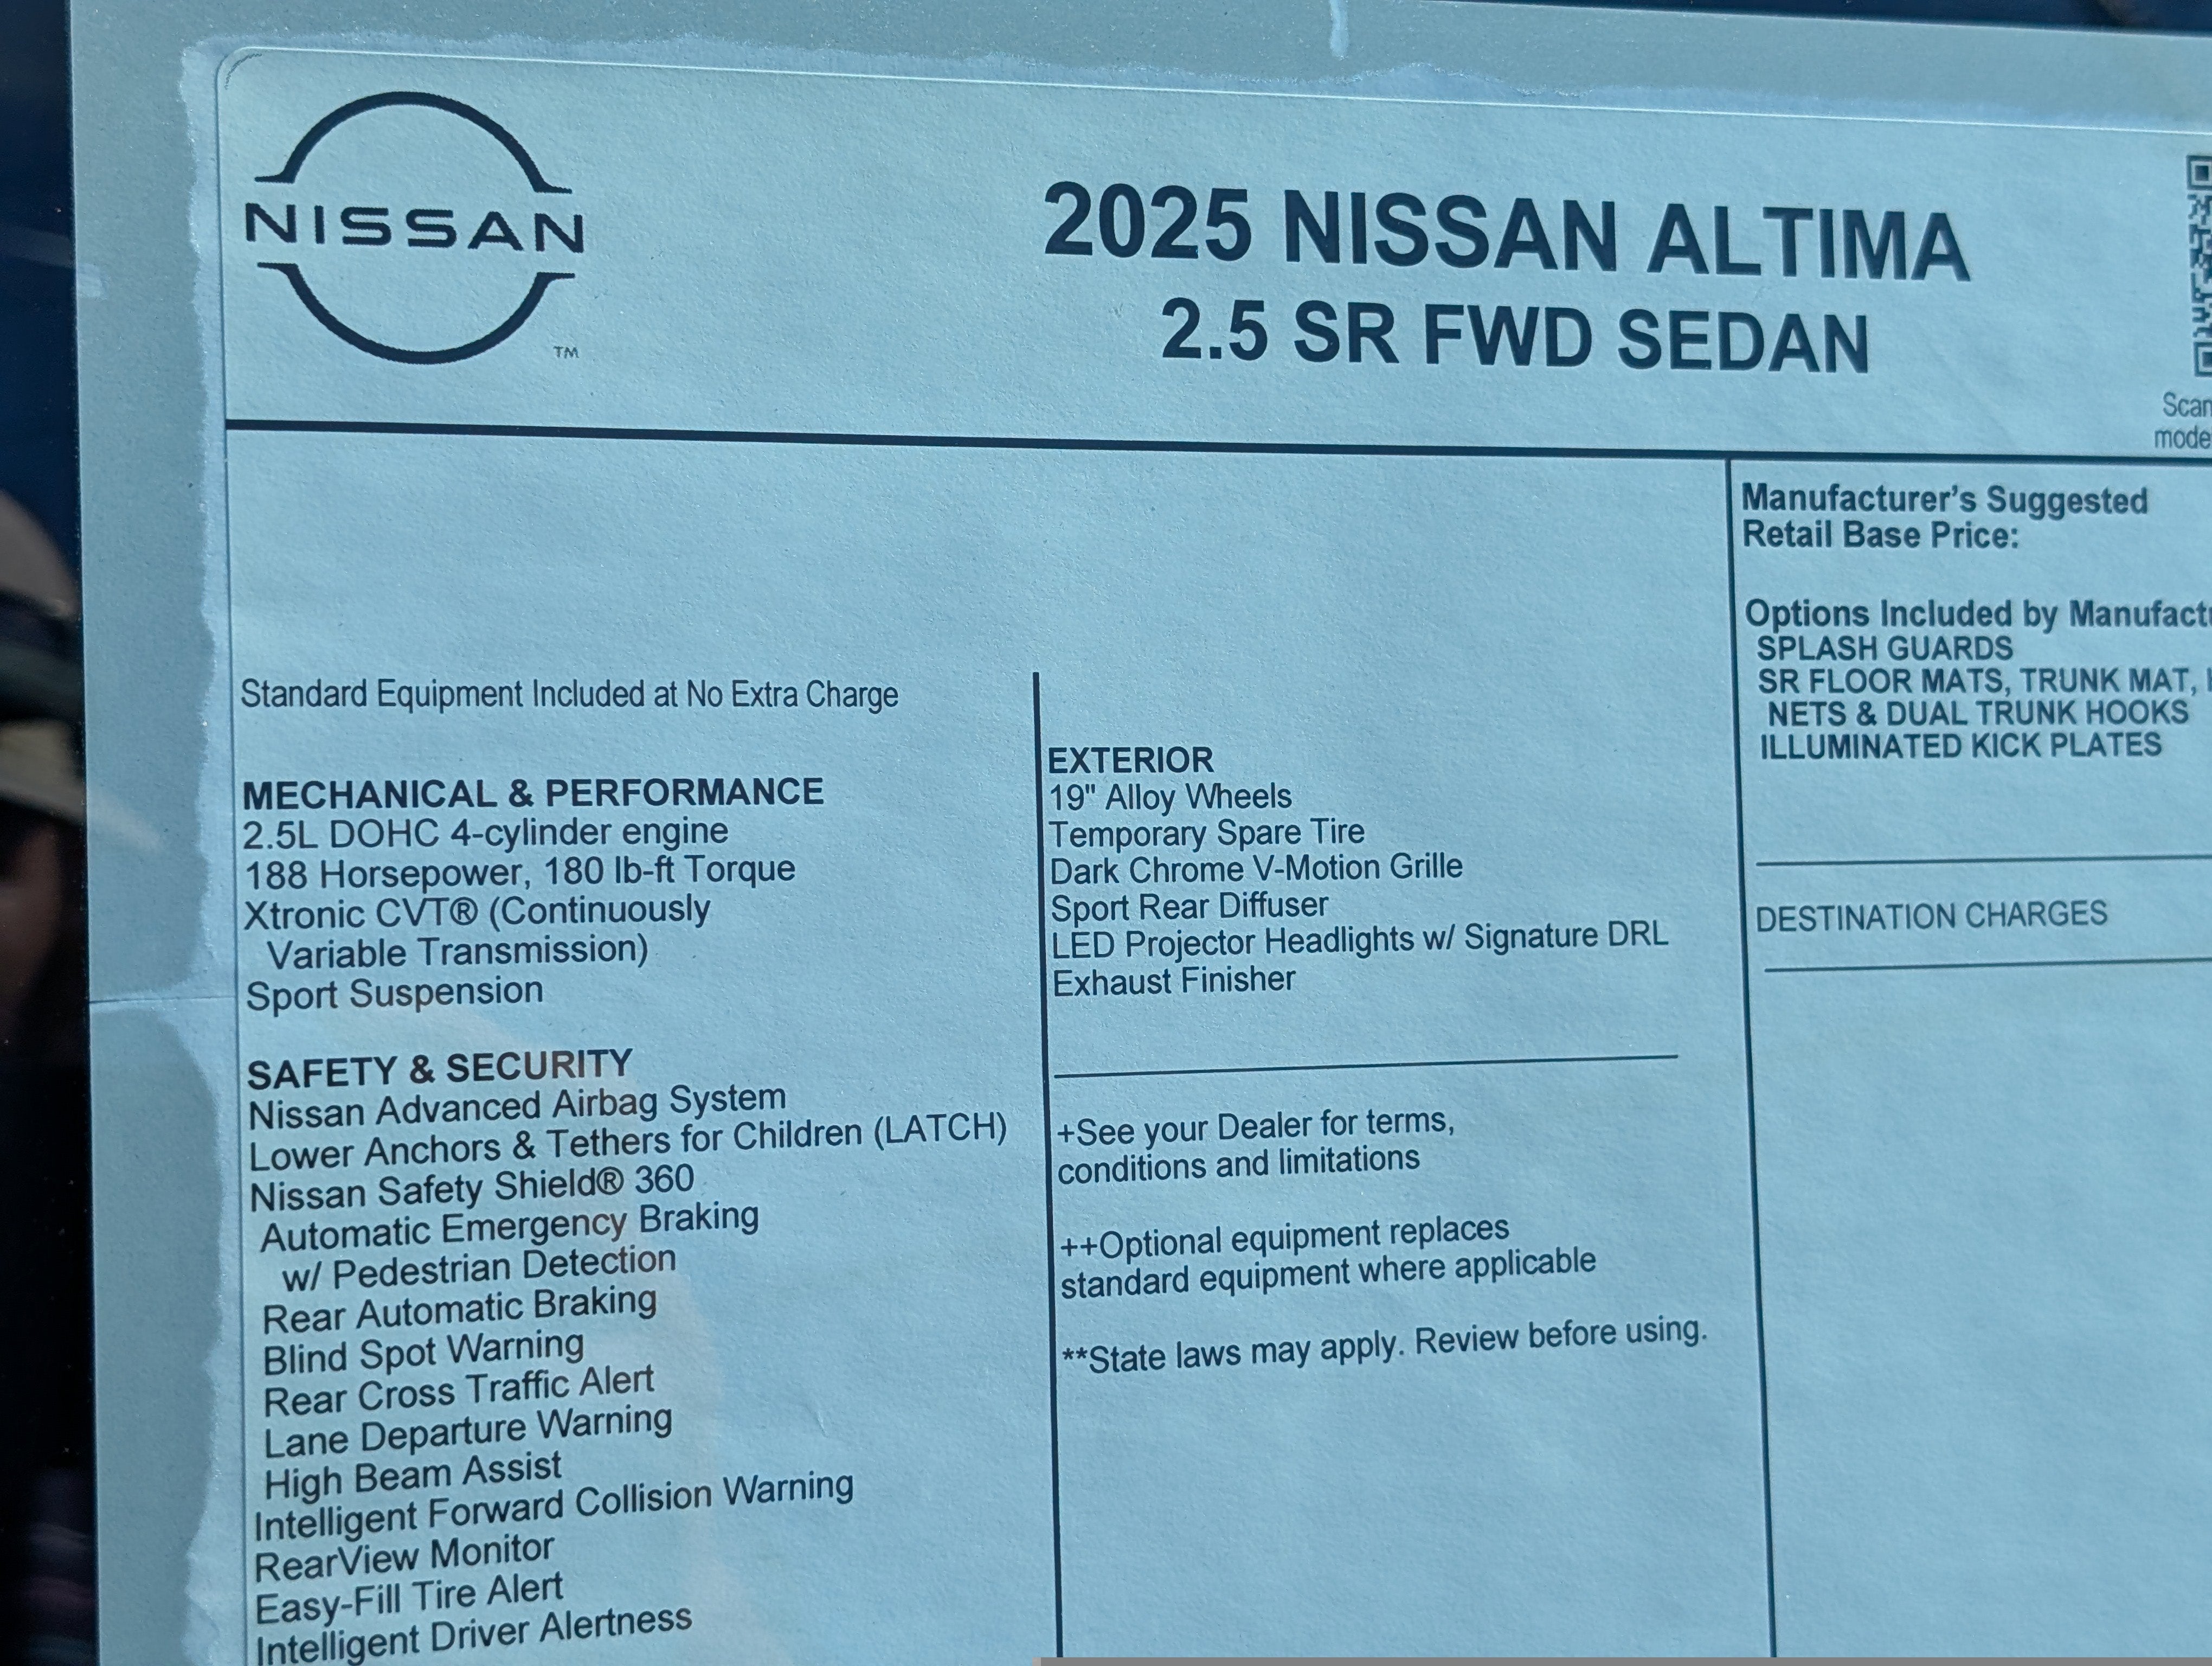 NISSAN
TM
2025 NISSAN ALTIMA
2.5 SR FWD SEDAN
Scan
Standard Equipment Included at No Extra Charge
MECHANICAL & PERFORMANCE
2.5L DOHC 4-cylinder engine
188 Horsepower, 180 lb-ft Torque
Xtronic CVT® (Continuously
Variable Transmission)
Sport Suspension
SAFETY & SECURITY
Nissan Advanced Airbag System
Lower Anchors & Tethers for Children (LATCH)
Nissan Safety Shield® 360
Automatic Emergency Braking
w/ Pedestrian Detection
Rear Automatic Braking
Blind Spot Warning
Rear Cross Traffic Alert
Lane Departure Warning
High Beam Assist
Intelligent Forward Collision Warning
RearView Monitor
Easy-Fill Tire Alert
Intelligent Driver Alertness
EXTERIOR
19" Alloy Wheels
Temporary Spare Tire
Dark Chrome V-Motion Grille
Sport Rear Diffuser
LED Projector Headlights w/ Signature DRL
Exhaust Finisher
+See your Dealer for terms,
conditions and limitations
++Optional equipment replaces
standard equipment where applicable
**State laws may apply. Review before using.
Manufacturer's Suggested
Retail Base Price:
Options Included by
SPLASH GUARDS
SR FLOOR MATS, TRUNK MAT,
NETS & DUAL TRUNK HOOKS
ILLUMINATED KICK PLATES
DESTINATION CHARGES